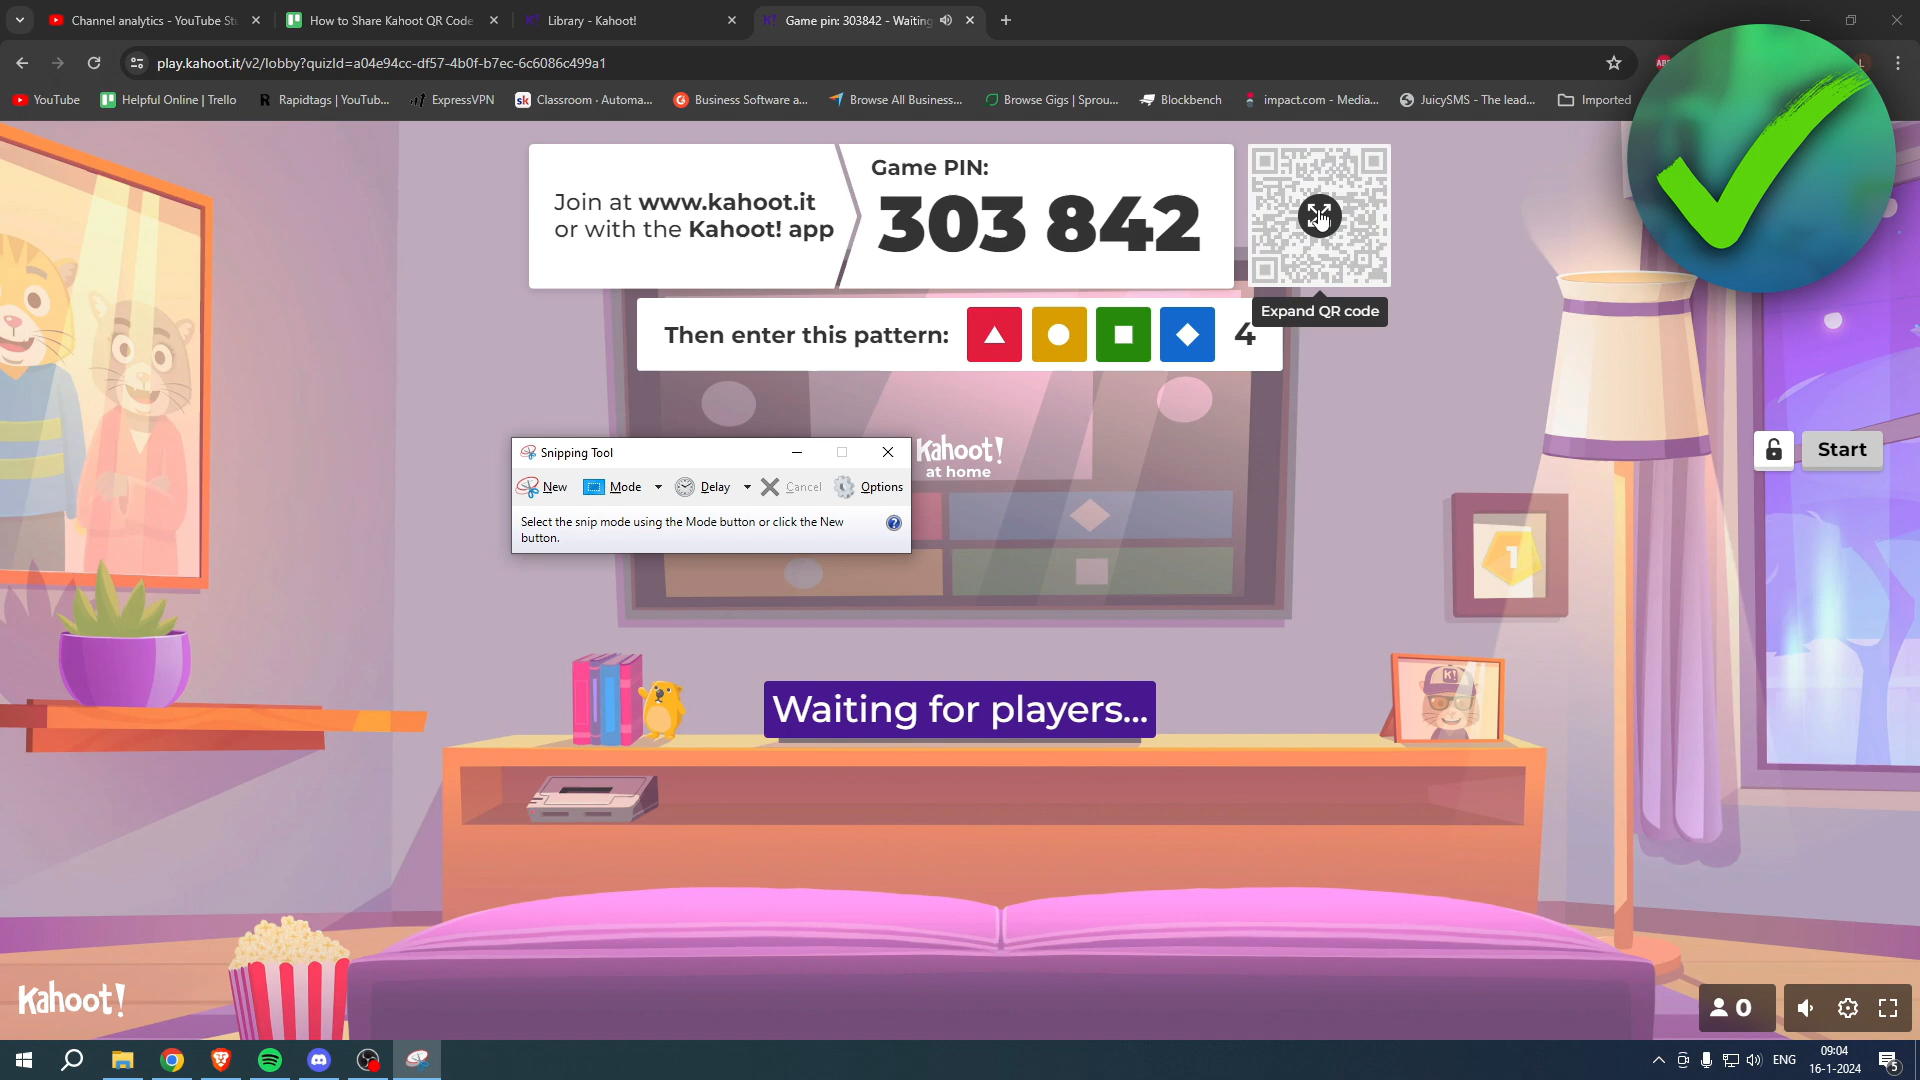 Channel analytics - YouTube Stu
How to Share Kahoot QR Code
Library - Kahoot!
Game pin: 303842 - Waiting
play.kahoot.it/v2/lobby?quizId=a04e94cc-df57-4b0f-b7ec-6c6086c499a1
YouTube
Helpful Online | Trello
Rapidtags | YouTub...
ExpressVPN
Classroom · Automa...
Business Software a...
Browse All Business...
Browse Gigs | Sprou...
Blockbench
impact.com - Media...
JuicySMS - The lead...
Imported
Join at www.kahoot.it
or with the Kahoot! app
Game PIN:
303 842
Expand QR code
Then enter this pattern:
4
Kahoot!
at home
Snipping Tool
New
Mode
Delay
Cancel
Options
Select the snip mode using the Mode button or click the New
button.
Start
1
K!
Waiting for players...
Kahoot!
0
ENG
09:04
16-1-2024
5